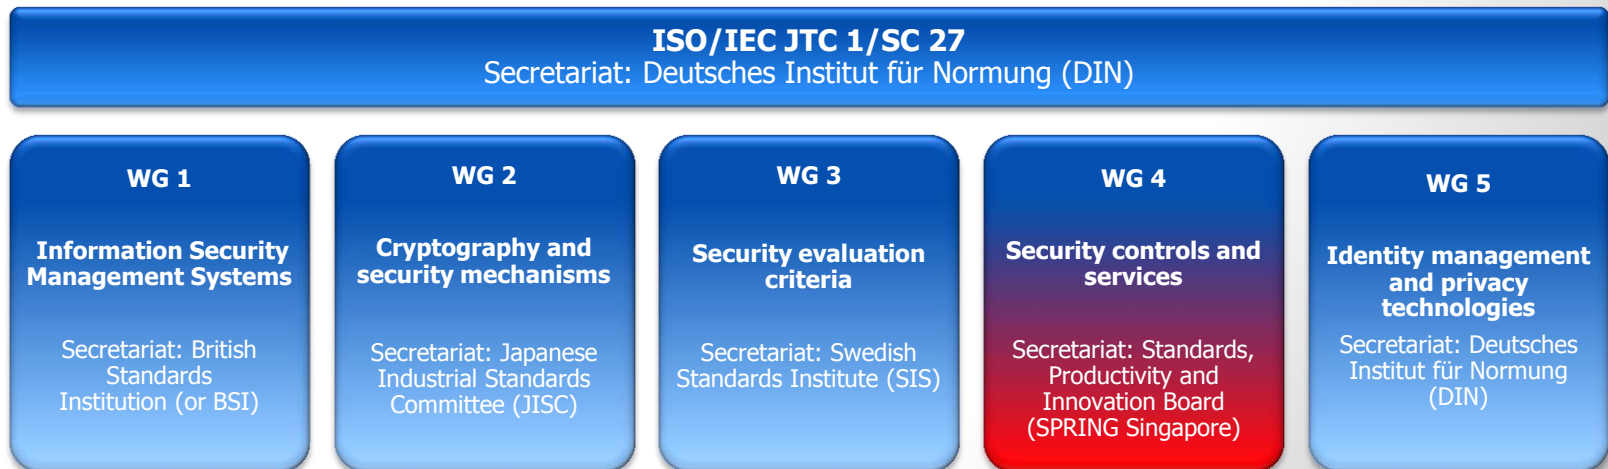 ISO/IEC JTC 1/SC 27
Secretariat: Deutsches Institut für Normung (DIN)
WG 1
Information Security
Management Systems
Secretariat: British
Standards
Institution (or BSI)
WG 2
Cryptography and
security mechanisms
Secretariat: Japanese
Industrial Standards
Committee (JISC)
WG 3
Security evaluation
criteria
Secretariat: Swedish
Standards Institute (SIS)
WG 4
Security controls and
services
Secretariat: Standards,
Productivity and
Innovation Board
(SPRING Singapore)
WG 5
Identity management
and privacy
technologies
Secretariat: Deutsches
Institut für Normung
(DIN)